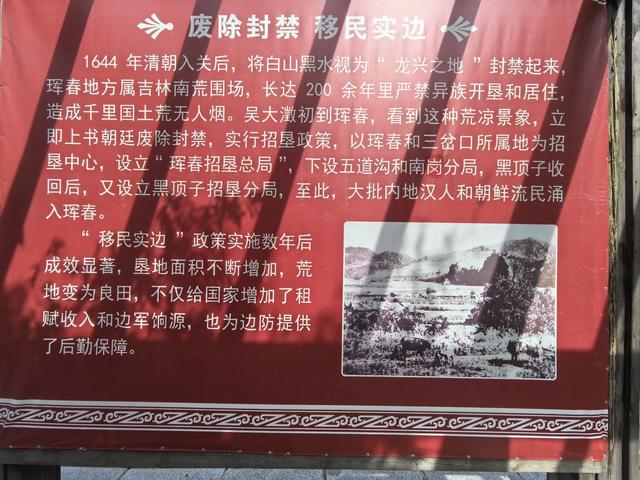 废除封禁 移民实边
1644 年清朝入关后，将白山黑水视为“ 龙兴之地 ”封禁起来，
珲春地方属吉林南荒围场，长达 200 余年里严禁异族开垦和居住，
造成千里国土荒无人烟。吴大澂初到珲春，看到这种荒凉景象，立
即上书朝廷废除封禁，实行招垦政策，以珲春和三岔口所属地为招
垦中心，设立“ 珲春招垦总局 ”，下设五道沟和南岗分局，黑顶子收
回后，又设立黑顶子招垦分局，至此，大批内地汉人和朝鲜流民涌
入珲春。
“ 移民实边 ”政策实施数年后
成效显著，垦地面积不断增加，荒
地变为良田，不仅给国家增加了租
赋收入和边军饷源，也为边防提供
了后勤保障。